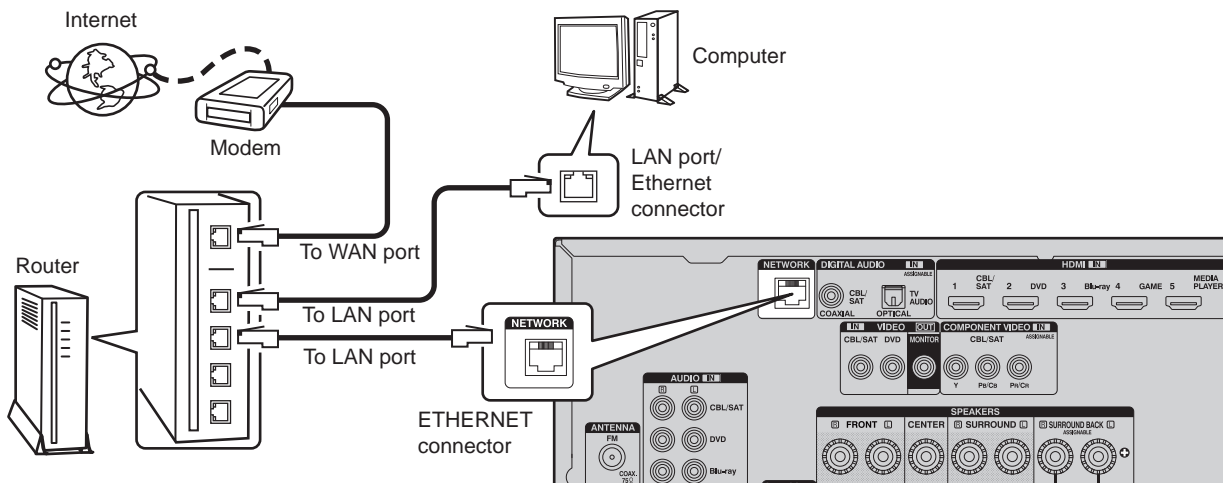 Internet
Modem
Computer
LAN port/
Ethernet
connector
To WAN port
Router
To LAN port
To LAN port
NETWORK
ETHERNET
connector
NETWORK
DIGITAL AUDIO IN
ASSIGNABLE
CBL/
SAT
TV
AUDIO
COAXIAL OPTICAL
HDMI IN
1 CBL/
SAT 2 DVD 3 Blu-ray 4 GAME 5 MEDIA
PLAYER
IN VIDEO OUT
CBL/SAT DVD MONITOR
COMPONENT VIDEO IN
CBL/SAT ASSIGNABLE
Y PB/CB PR/CR
AUDIO IN
R L
CBL/SAT
DVD
Blu-ray
ANTENNA
FM
COAX.
75Ω
SPEAKERS
R FRONT L CENTER R SURROUND L R SURROUND BACK L
ASSIGNABLE